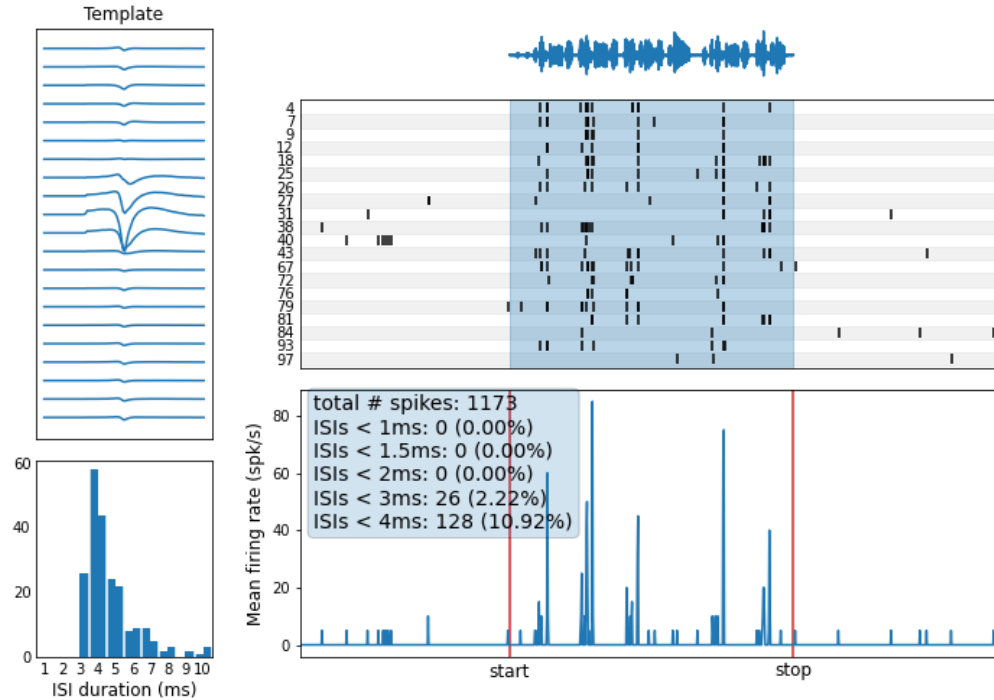 Template
4
7
9
12
18
25
26
27
31
38
40
43
67
72
76
79
81
84
93
97
60
40
20
0
1 2 3 4 5 6 7 8 9 10
ISI duration (ms)
Mean firing rate (spk/s)
80
60
40
20
0
total # spikes: 1173
ISIs < 1ms: 0 (0.00%)
ISIs < 1.5ms: 0 (0.00%)
ISIs < 2ms: 0 (0.00%)
ISIs < 3ms: 26 (2.22%)
ISIs < 4ms: 128 (10.92%)
start stop